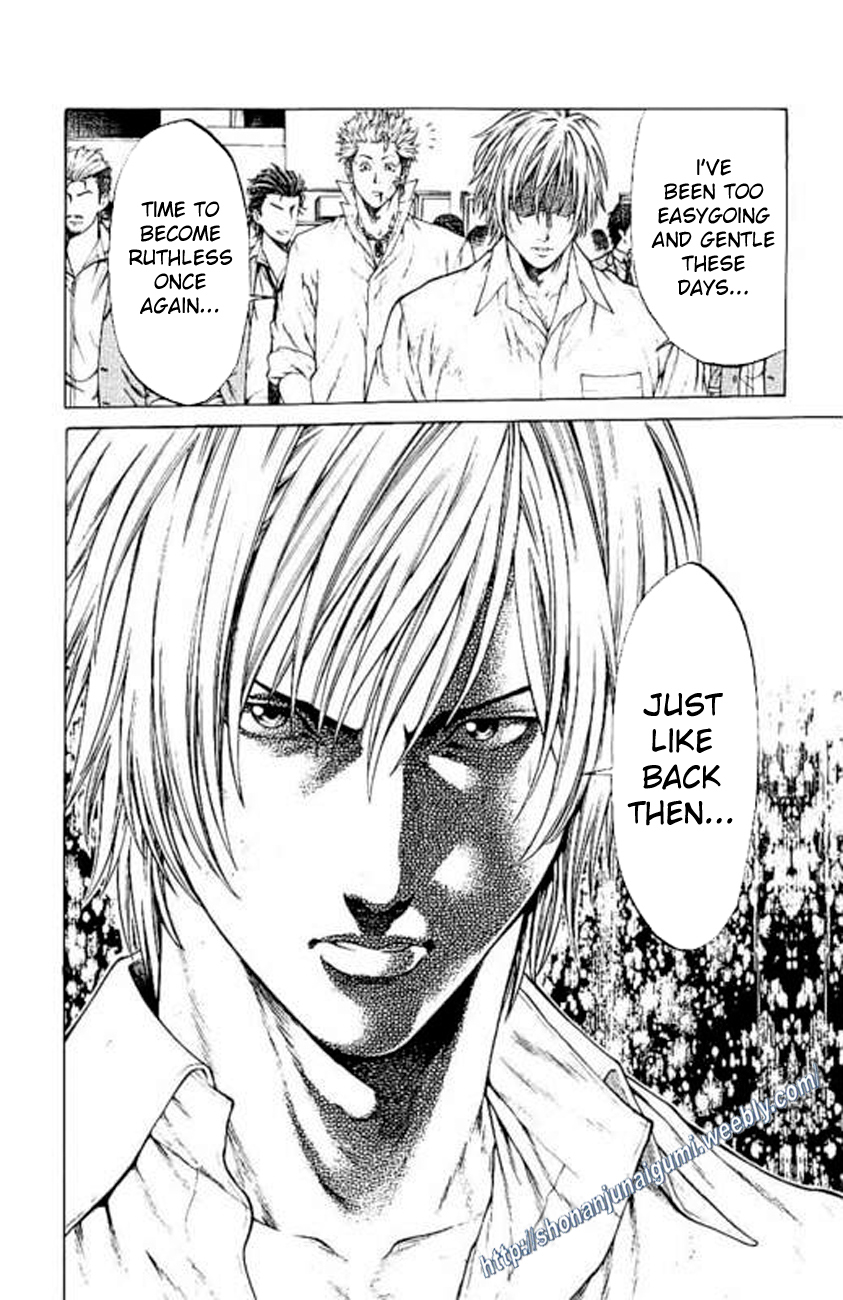 I'VE
BEEN TOO
EASYGOING
AND GENTLE
THESE
DAYS...
TIME TO
BECOME
RUTHLESS
ONCE
AGAIN...
JUST
LIKE
BACK
THEN...
http://shonanjunaigumi.weebly.com/